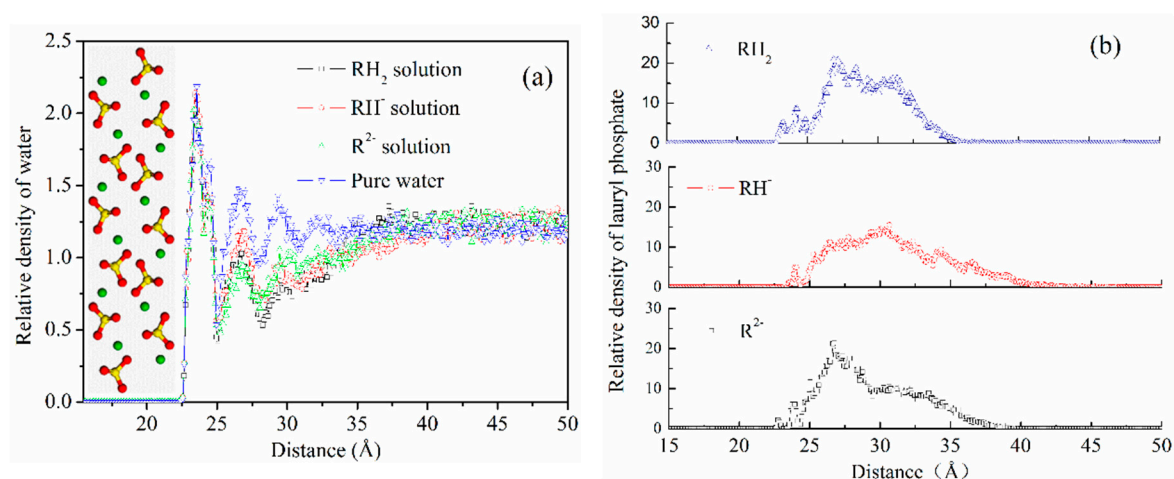 (a)
2.5
2.0
1.5
1.0
0.5
0.0
Relative density of water
RH₂ solution
RH⁻ solution
R²⁻ solution
Pure water
20 25 30 35 40 45 50
Distance (Å)
(b)
Relative density of lauryl phosphate
30
20
10
0
RH₂
30
20
10
0
RH⁻
30
20
10
0
R²⁻
15 20 25 30 35 40 45 50
Distance (Å)